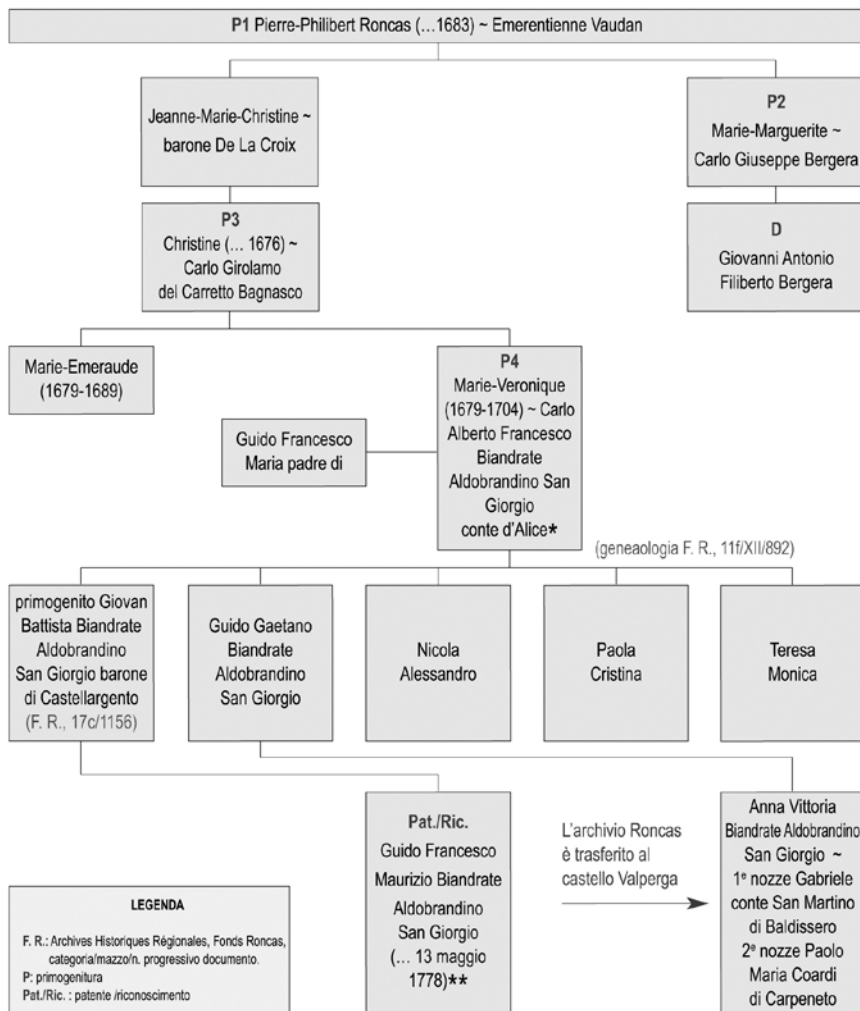 P1 Pierre-Philibert Roncas (…1683) ~ Emerentienne Vaudan
Jeanne-Marie-Christine ~
barone De La Croix
P2
Marie-Marguerite ~
Carlo Giuseppe Bergera
P3
Christine (… 1676) ~
Carlo Girolamo
del Carretto Bagnasco
D
Giovanni Antonio
Filiberto Bergera
Marie-Emeraude
(1679-1689)
P4
Marie-Veronique
(1679-1704) ~ Carlo
Alberto Francesco
Biandrate
Aldobrandino San
Giorgio
conte d'Alice*
Guido Francesco
Maria padre di
(geneaologia F. R., 11f/XII/892)
primogenito Giovan
Battista Biandrate
Aldobrandino
San Giorgio barone
di Castellargento
(F. R., 17c/1156)
Guido Gaetano
Biandrate
Aldobrandino
San Giorgio
Nicola
Alessandro
Paola
Cristina
Teresa
Monica
Pat./Ric.
Guido Francesco
Maurizio Biandrate
Aldobrandino
San Giorgio
(… 13 maggio
1778)**
L'archivio Roncas
è trasferito al
castello Valperga
Anna Vittoria
Biandrate Aldobrandino
San Giorgio ~
1ᵉ nozze Gabriele
conte San Martino
di Baldissero
2ᵉ nozze Paolo
Maria Coardi
di Carpeneto
LEGENDA
F. R.: Archives Historiques Régionales, Fonds Roncas,
categoria/mazzo/n. progressivo documento.
P: primogenitura
Pat./Ric. : patente /riconoscimento